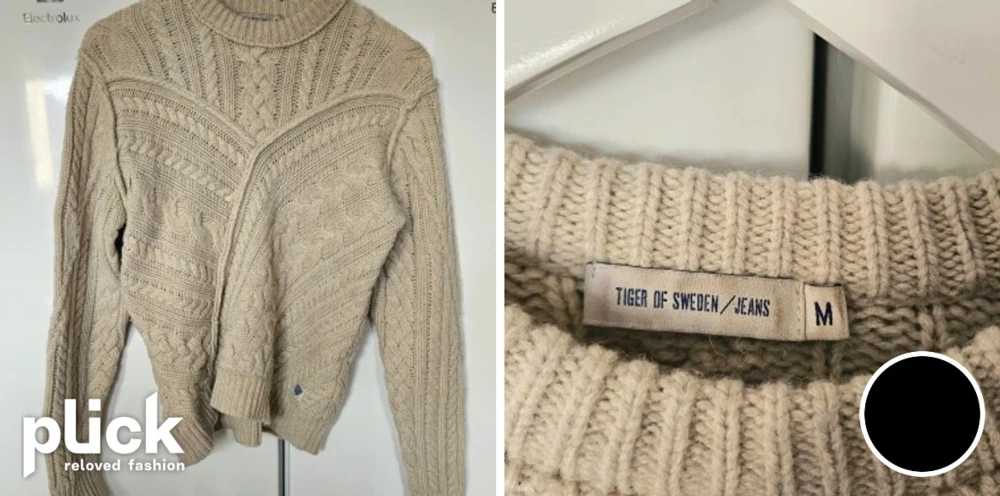 Electrolux
plick
reloved fashion
TIGER OF SWEDEN/JEANS
M